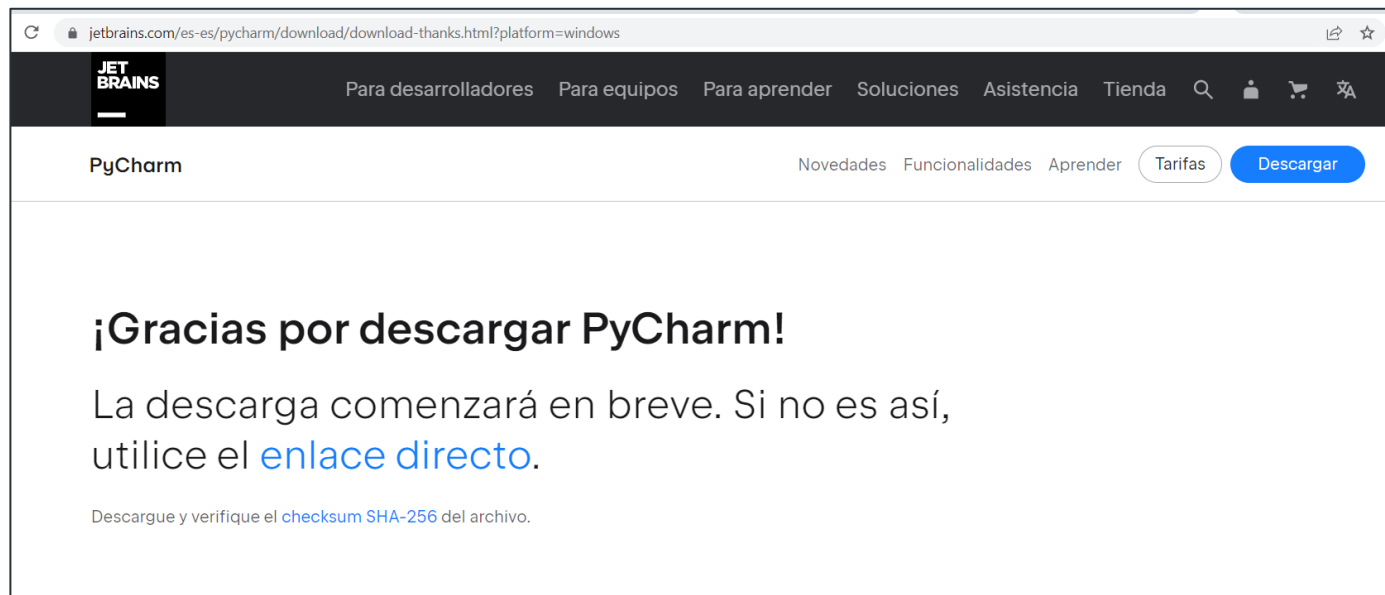 jetbrains.com/es-es/pycharm/download/download-thanks.html?platform=windows
JET
BRAINS
Para desarrolladores Para equipos Para aprender Soluciones Asistencia Tienda
PyCharm
Novedades Funcionalidades Aprender Tarifas Descargar
¡Gracias por descargar PyCharm!
La descarga comenzará en breve. Si no es así,
utilice el enlace directo.
Descargue y verifique el checksum SHA-256 del archivo.